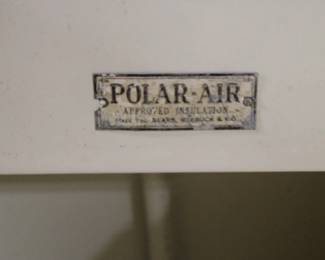 POLAR-AIR
- APPROVED INSULATION -
SEARS, ROEBUCK & CO.